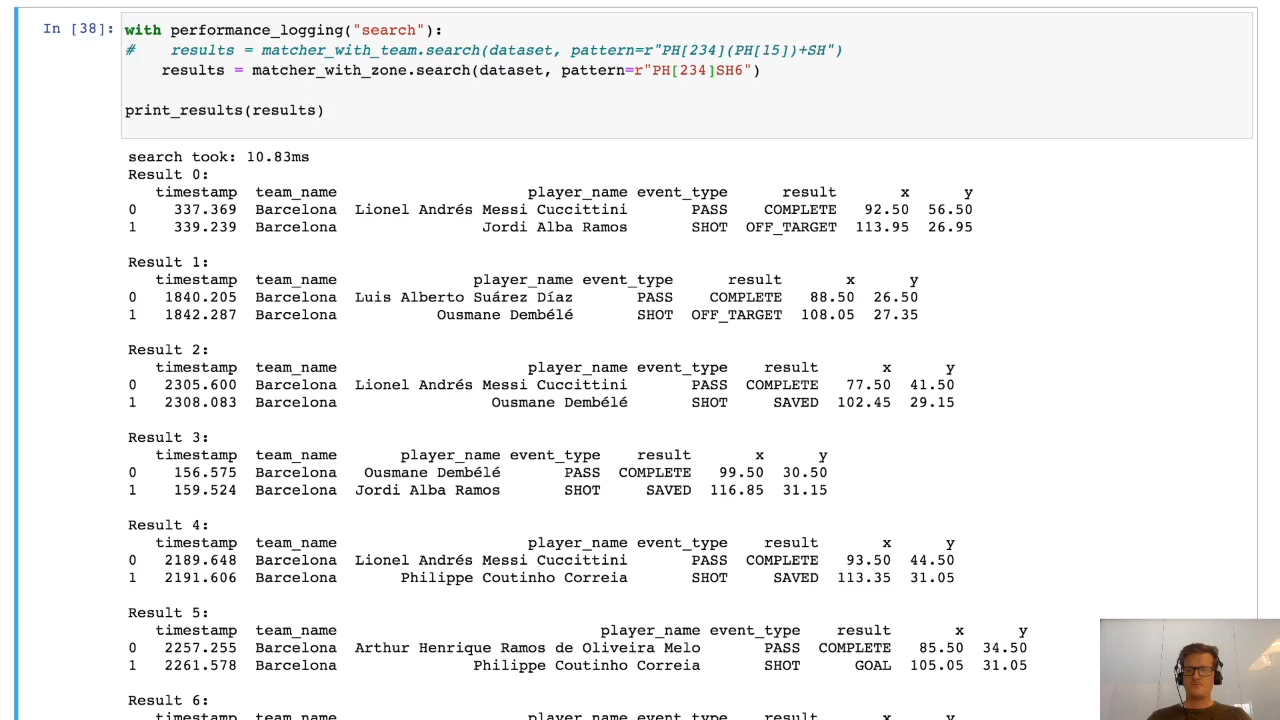 In [38]: with performance_logging("search"):
#    results = matcher_with_team.search(dataset, pattern=r"PH[234](PH[15])+SH")
    results = matcher_with_zone.search(dataset, pattern=r"PH[234]SH6")
print_results(results)
search took: 10.83ms
Result 0:
timestamp team_name player_name event_type result x y
0 337.369 Barcelona Lionel Andrés Messi Cuccittini PASS COMPLETE 92.50 56.50
1 339.239 Barcelona Jordi Alba Ramos SHOT OFF_TARGET 113.95 26.95
Result 1:
timestamp team_name player_name event_type result x y
0 1840.205 Barcelona Luis Alberto Suárez Díaz PASS COMPLETE 88.50 26.50
1 1842.287 Barcelona Ousmane Dembélé SHOT OFF_TARGET 108.05 27.35
Result 2:
timestamp team_name player_name event_type result x y
0 2305.600 Barcelona Lionel Andrés Messi Cuccittini PASS COMPLETE 77.50 41.50
1 2308.083 Barcelona Ousmane Dembélé SHOT SAVED 102.45 29.15
Result 3:
timestamp team_name player_name event_type result x y
0 156.575 Barcelona Ousmane Dembélé PASS COMPLETE 99.50 30.50
1 159.524 Barcelona Jordi Alba Ramos SHOT SAVED 116.85 31.15
Result 4:
timestamp team_name player_name event_type result x y
0 2189.648 Barcelona Lionel Andrés Messi Cuccittini PASS COMPLETE 93.50 44.50
1 2191.606 Barcelona Philippe Coutinho Correia SHOT SAVED 113.35 31.05
Result 5:
timestamp team_name player_name event_type result x y
0 2257.255 Barcelona Arthur Henrique Ramos de Oliveira Melo PASS COMPLETE 85.50 34.50
1 2261.578 Barcelona Philippe Coutinho Correia SHOT GOAL 105.05 31.05
Result 6:
timestamp team_name player_name event_type result x y